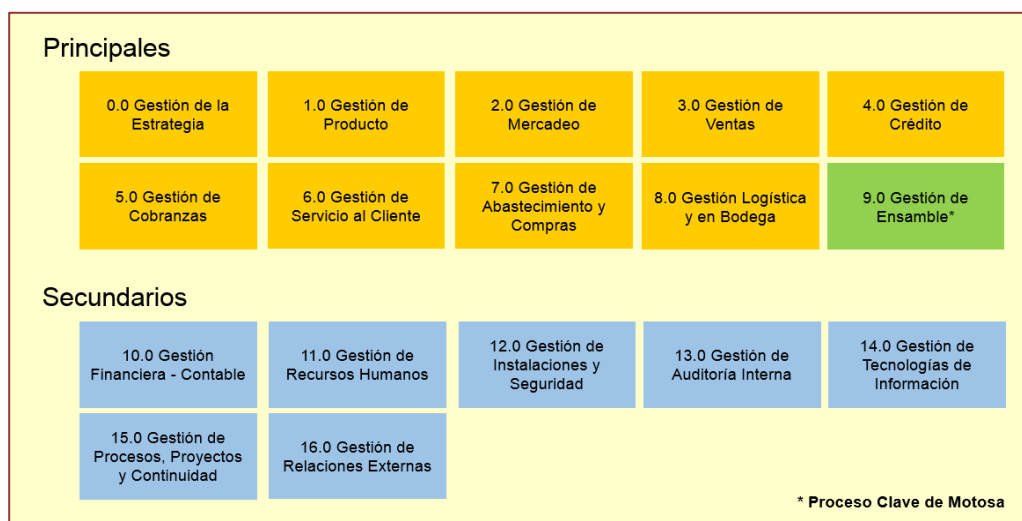 Principales
0.0 Gestión de la
Estrategia
1.0 Gestión de
Producto
2.0 Gestión de
Mercadeo
3.0 Gestión de
Ventas
4.0 Gestión de
Crédito
5.0 Gestión de
Cobranzas
6.0 Gestión de
Servicio al Cliente
7.0 Gestión de
Abastecimiento y
Compras
8.0 Gestión Logística
y en Bodega
9.0 Gestión de
Ensamble*
Secundarios
10.0 Gestión
Financiera - Contable
11.0 Gestión de
Recursos Humanos
12.0 Gestión de
Instalaciones y
Seguridad
13.0 Gestión de
Auditoría Interna
14.0 Gestión de
Tecnologías de
Información
15.0 Gestión de
Procesos, Proyectos
y Continuidad
16.0 Gestión de
Relaciones Externas
* Proceso Clave de Motosa